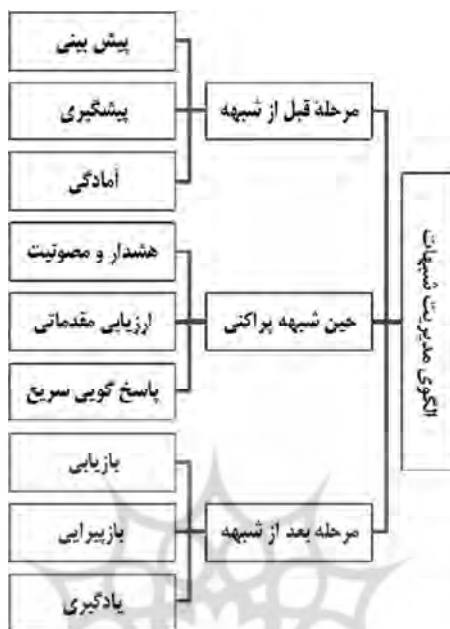 الگوی مدیریت شبهات
مرحلهٔ قبل از شبهه
پیش بینی
پیشگیری
آمادگی
حین شبهه پراکنی
هشدار و مصونیت
ارزیابی مقدماتی
پاسخ گویی سریع
مرحله بعد از شبهه
بازیابی
بازپیرایی
یادگیری